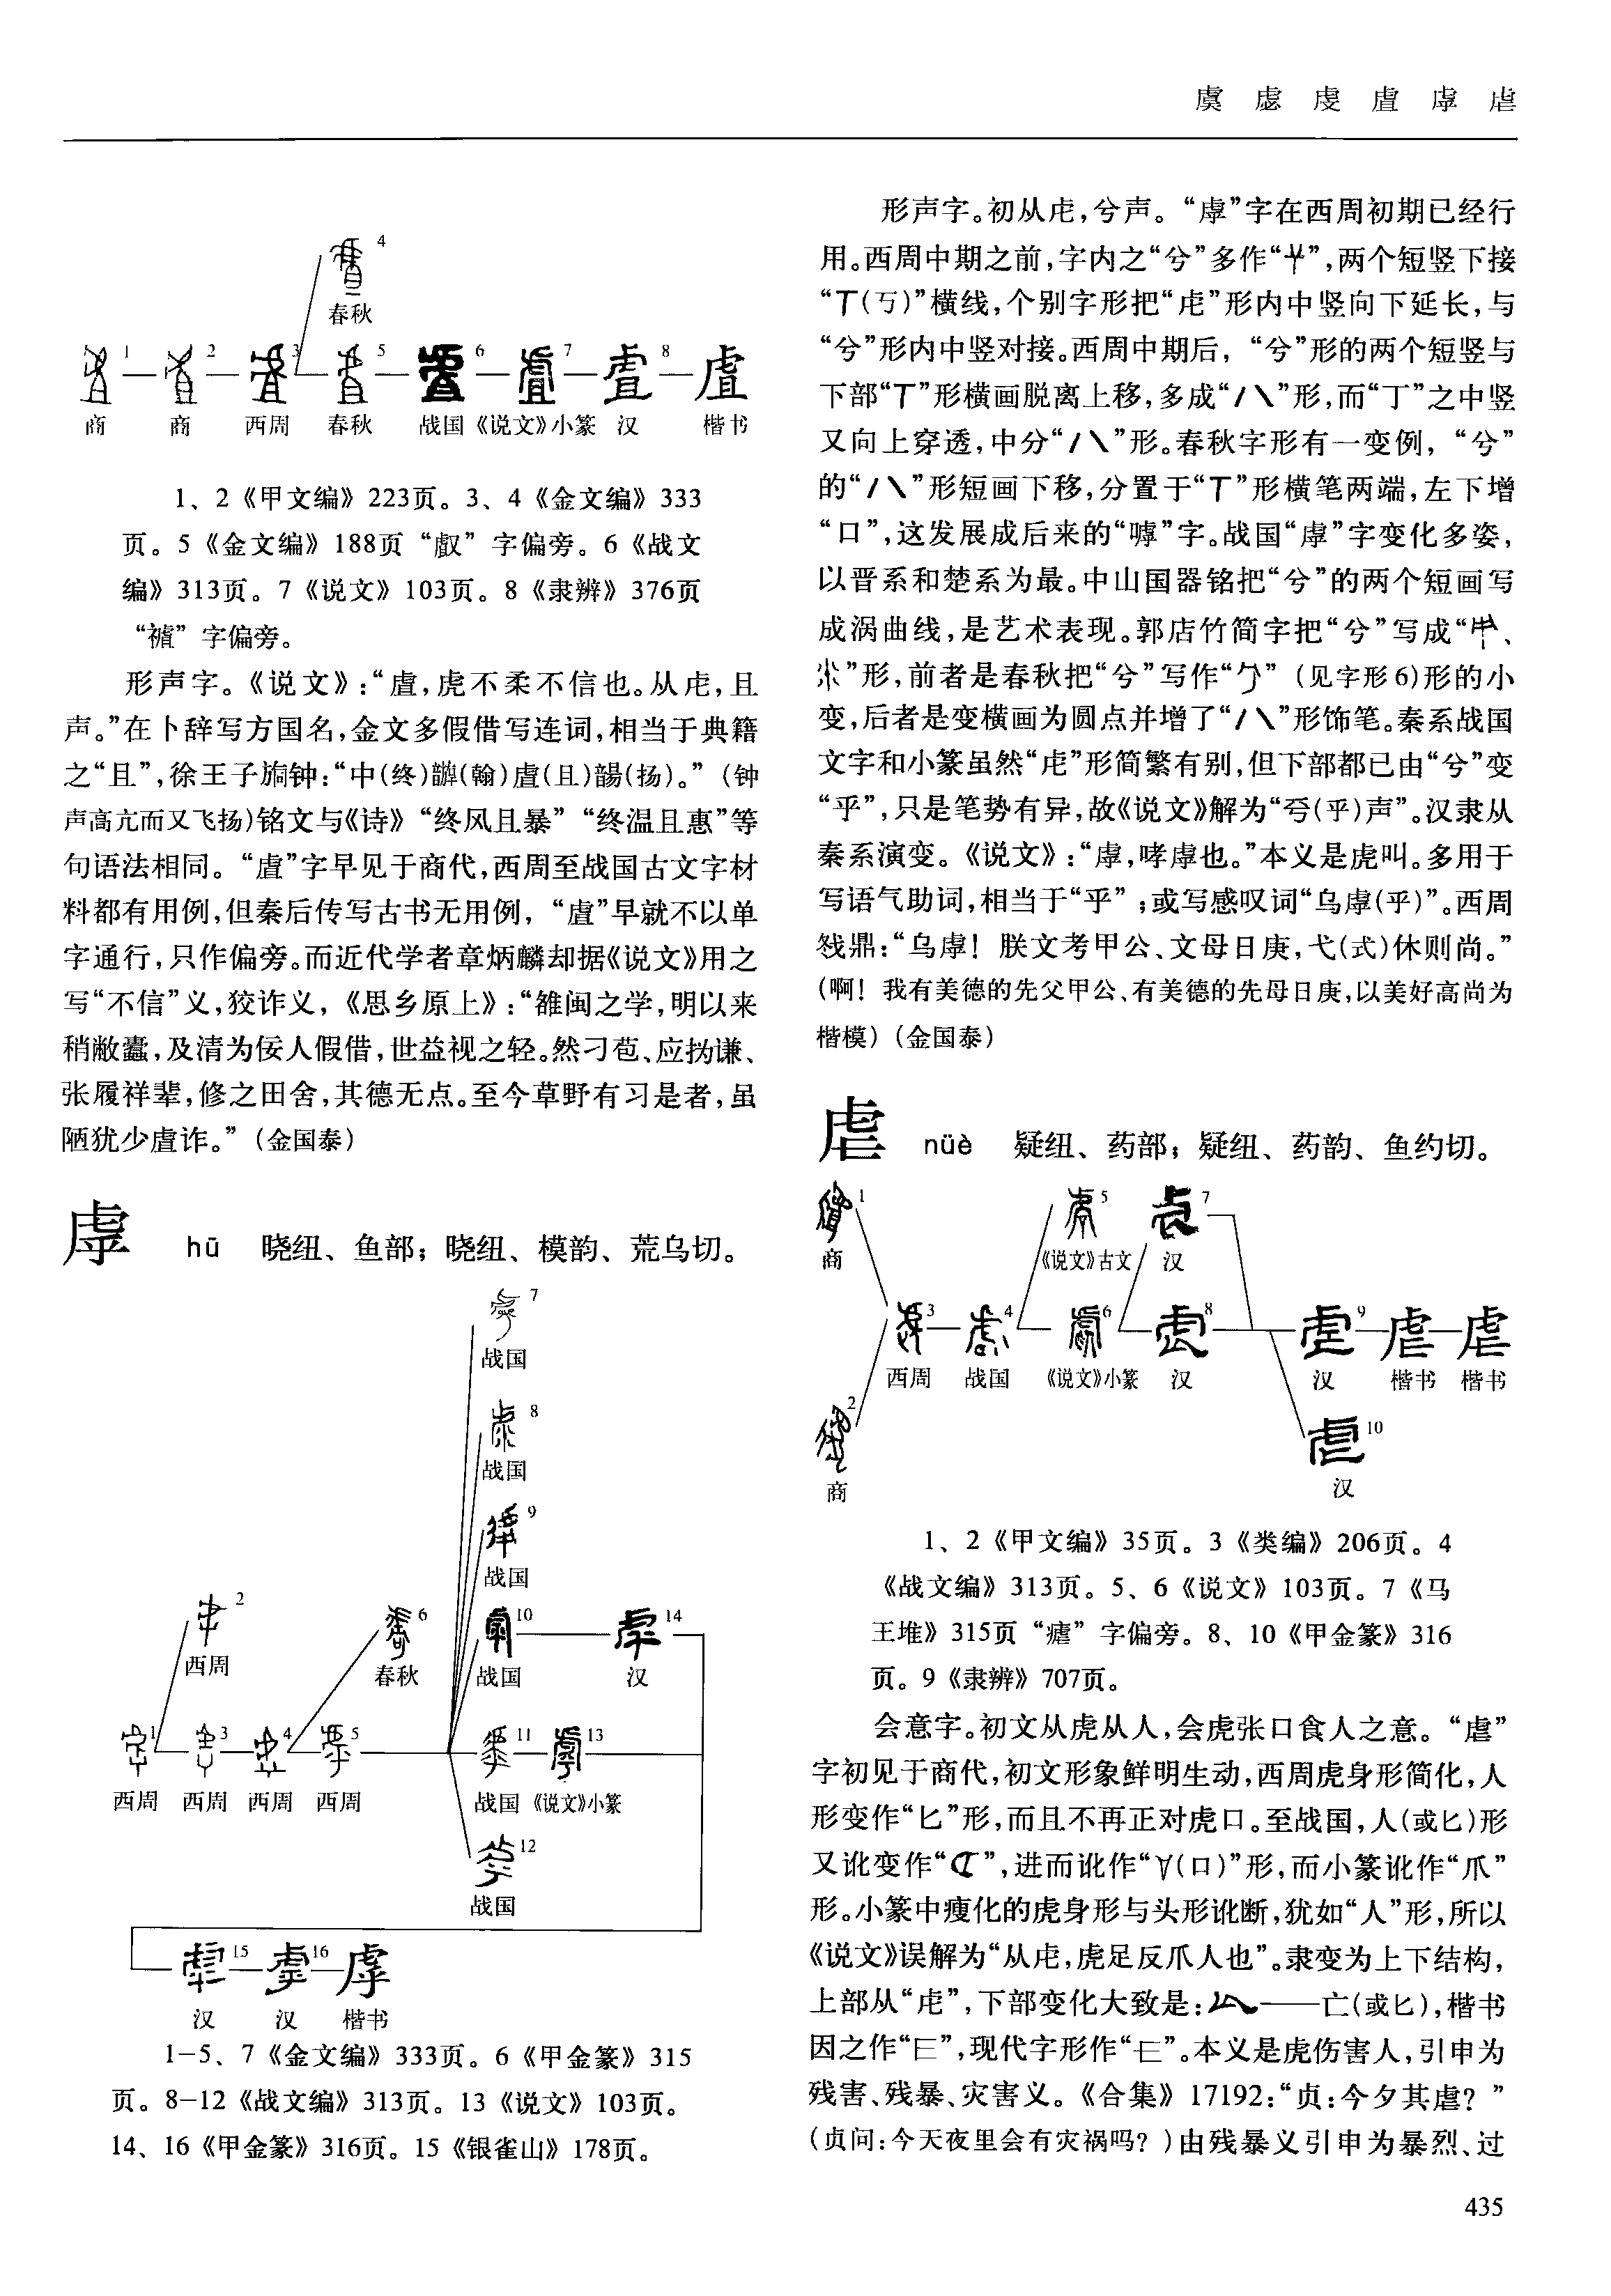 虞 虙 虔 虘 虖 虐
4
春秋
1 2 3 5 6 7 8
虘
商 商 西周 春秋 战国 《说文》小篆 汉 楷书
1、2《甲文编》223页。3、4《金文编》333
页。5《金文编》188页“叡”字偏旁。6《战文
编》313页。7《说文》103页。8《隶辨》376页
“䄟”字偏旁。
形声字。《说文》:“虘,虎不柔不信也。从虍,且
声。”在卜辞写方国名,金文多假借写连词,相当于典籍
之“且”,徐王子旃钟:“中(终)(翰)虘(且)(扬)。”(钟
声高亢而又飞扬)铭文与《诗》“终风且暴”“终温且惠”等
句语法相同。“虘”字早见于商代,西周至战国古文字材
料都有用例,但秦后传写古书无用例,“虘”早就不以单
字通行,只作偏旁。而近代学者章炳麟却据《说文》用之
写“不信”义,狡诈义,《思乡原上》:“雒闽之学,明以来
稍敝蠹,及清为佞人假借,世益视之轻。然刁苞、应㧑谦、
张履祥辈,修之田舍,其德无点。至今草野有习是者,虽
陋犹少虘诈。”(金国泰)
虖 hū 晓纽、鱼部;晓纽、模韵、荒乌切。
7
战国
8
战国
9
战国
2 6 10 14
西周 春秋 战国 汉
1 3 4 5 11 13
西周 西周 西周 西周 战国 《说文》小篆
12
战国
15 16 虖
汉 汉 楷书
1-5、7《金文编》333页。6《甲金篆》315
页。8-12《战文编》313页。13《说文》103页。
14、16《甲金篆》316页。15《银雀山》178页。
形声字。初从虍,兮声。“虖”字在西周初期已经行
用。西周中期之前,字内之“兮”多作“”,两个短竖下接
“丅(丂)”横线,个别字形把“虍”形内中竖向下延长,与
“兮”形内中竖对接。西周中期后,“兮”形的两个短竖与
下部“丅”形横画脱离上移,多成“/\”形,而“丁”之中竖
又向上穿透,中分“/\”形。春秋字形有一变例,“兮”
的“/\”形短画下移,分置于“丅”形横笔两端,左下增
“口”,这发展成后来的“嘑”字。战国“虖”字变化多姿,
以晋系和楚系为最。中山国器铭把“兮”的两个短画写
成涡曲线,是艺术表现。郭店竹简字把“兮”写成“、
”形,前者是春秋把“兮”写作“”(见字形6)形的小
变,后者是变横画为圆点并增了“/\”形饰笔。秦系战国
文字和小篆虽然“虍”形简繁有别,但下部都已由“兮”变
“乎”,只是笔势有异,故《说文》解为“兮(乎)声”。汉隶从
秦系演变。《说文》:“虖,哮虖也。”本义是虎叫。多用于
写语气助词,相当于“乎”;或写感叹词“乌虖(乎)”。西周
㦰鼎:“乌虖!朕文考甲公、文母日庚,弋(式)休则尚。”
(啊!我有美德的先父甲公、有美德的先母日庚,以美好高尚为
楷模)(金国泰)
虐 nüè 疑纽、药部;疑纽、药韵、鱼约切。
1 5 7
商 《说文》古文 汉
3 4 6 8 9 虐 虐
西周 战国 《说文》小篆 汉 汉 楷书 楷书
2 10
商 汉
1、2《甲文编》35页。3《类编》206页。4
《战文编》313页。5、6《说文》103页。7《马
王堆》315页“瘧”字偏旁。8、10《甲金篆》316
页。9《隶辨》707页。
会意字。初文从虎从人,会虎张口食人之意。“虐”
字初见于商代,初文形象鲜明生动,西周虎身形简化,人
形变作“匕”形,而且不再正对虎口。至战国,人(或匕)形
又讹变作“”,进而讹作“(口)”形,而小篆讹作“爪”
形。小篆中瘦化的虎身形与头形讹断,犹如“人”形,所以
《说文》误解为“从虍,虎足反爪人也”。隶变为上下结构,
上部从“虍”,下部变化大致是:——亡(或匕),楷书
因之作“”,现代字形作“”。本义是虎伤害人,引申为
残害、残暴、灾害义。《合集》17192:“贞:今夕其虐?”
(贞问:今天夜里会有灾祸吗?)由残暴义引申为暴烈、过
435